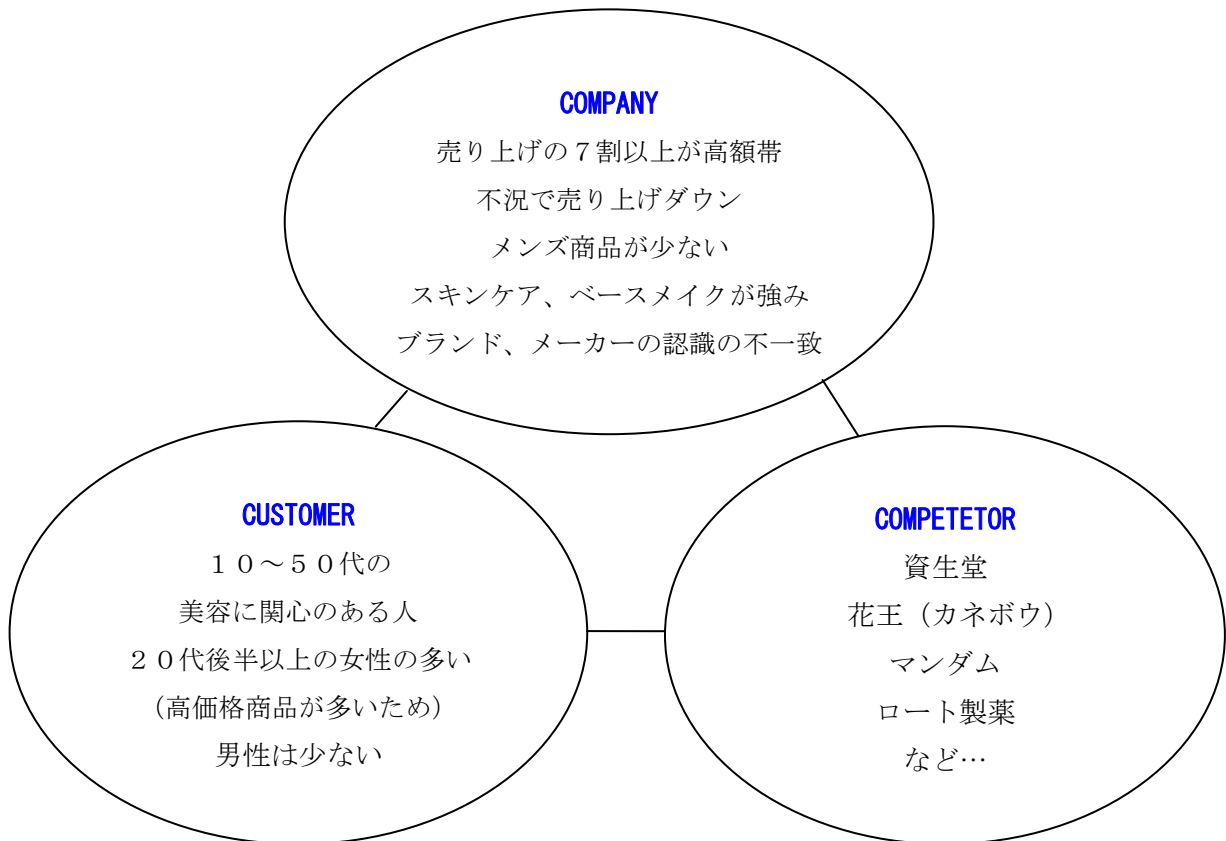 COMPANY
売り上げの７割以上が高額帯
不況で売り上げダウン
メンズ商品が少ない
スキンケア、ベースメイクが強み
ブランド、メーカーの認識の不一致
CUSTOMER
１０～５０代の
美容に関心のある人
２０代後半以上の女性の多い
（高価格商品が多いため）
男性は少ない
COMPETETOR
資生堂
花王（カネボウ）
マンダム
ロート製薬
など…